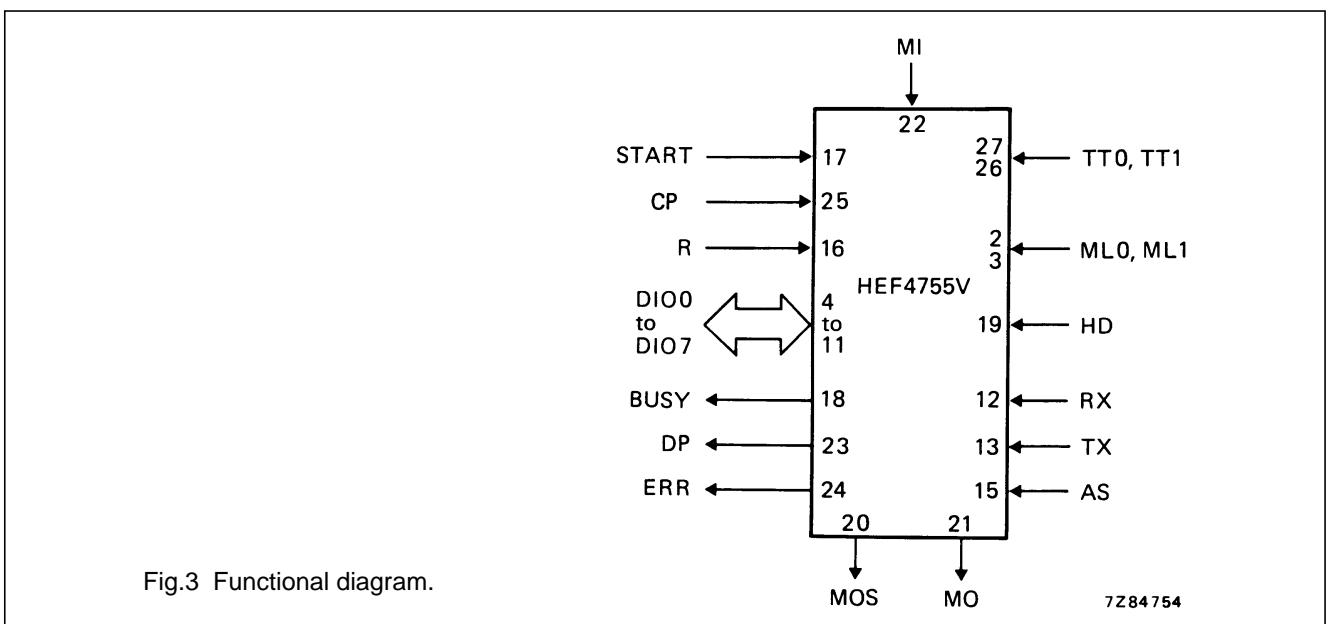 MI
22
START 17
27
26 TT0, TT1
CP 25
R 16
2
3 ML0, ML1
HEF4755V
DIO0
to
DIO7
4
to
11
19 HD
BUSY 18
12 RX
DP 23
13 TX
ERR 24
15 AS
20 21
MOS MO
Fig.3 Functional diagram.
7Z84754